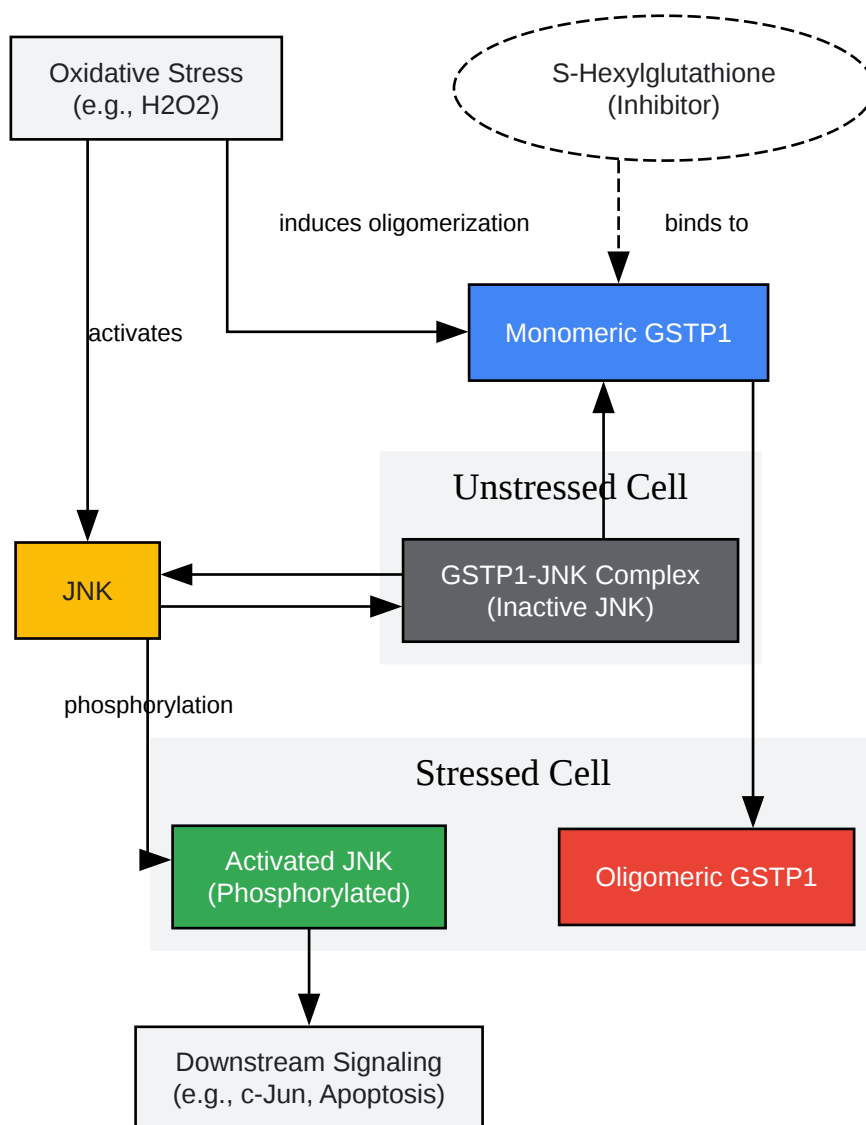 Oxidative Stress
(e.g., H2O2)
S-Hexylglutathione
(Inhibitor)
induces oligomerization
binds to
activates
Monomeric GSTP1
Unstressed Cell
JNK
GSTP1-JNK Complex
(Inactive JNK)
phosphorylation
Stressed Cell
Activated JNK
(Phosphorylated)
Oligomeric GSTP1
Downstream Signaling
(e.g., c-Jun, Apoptosis)